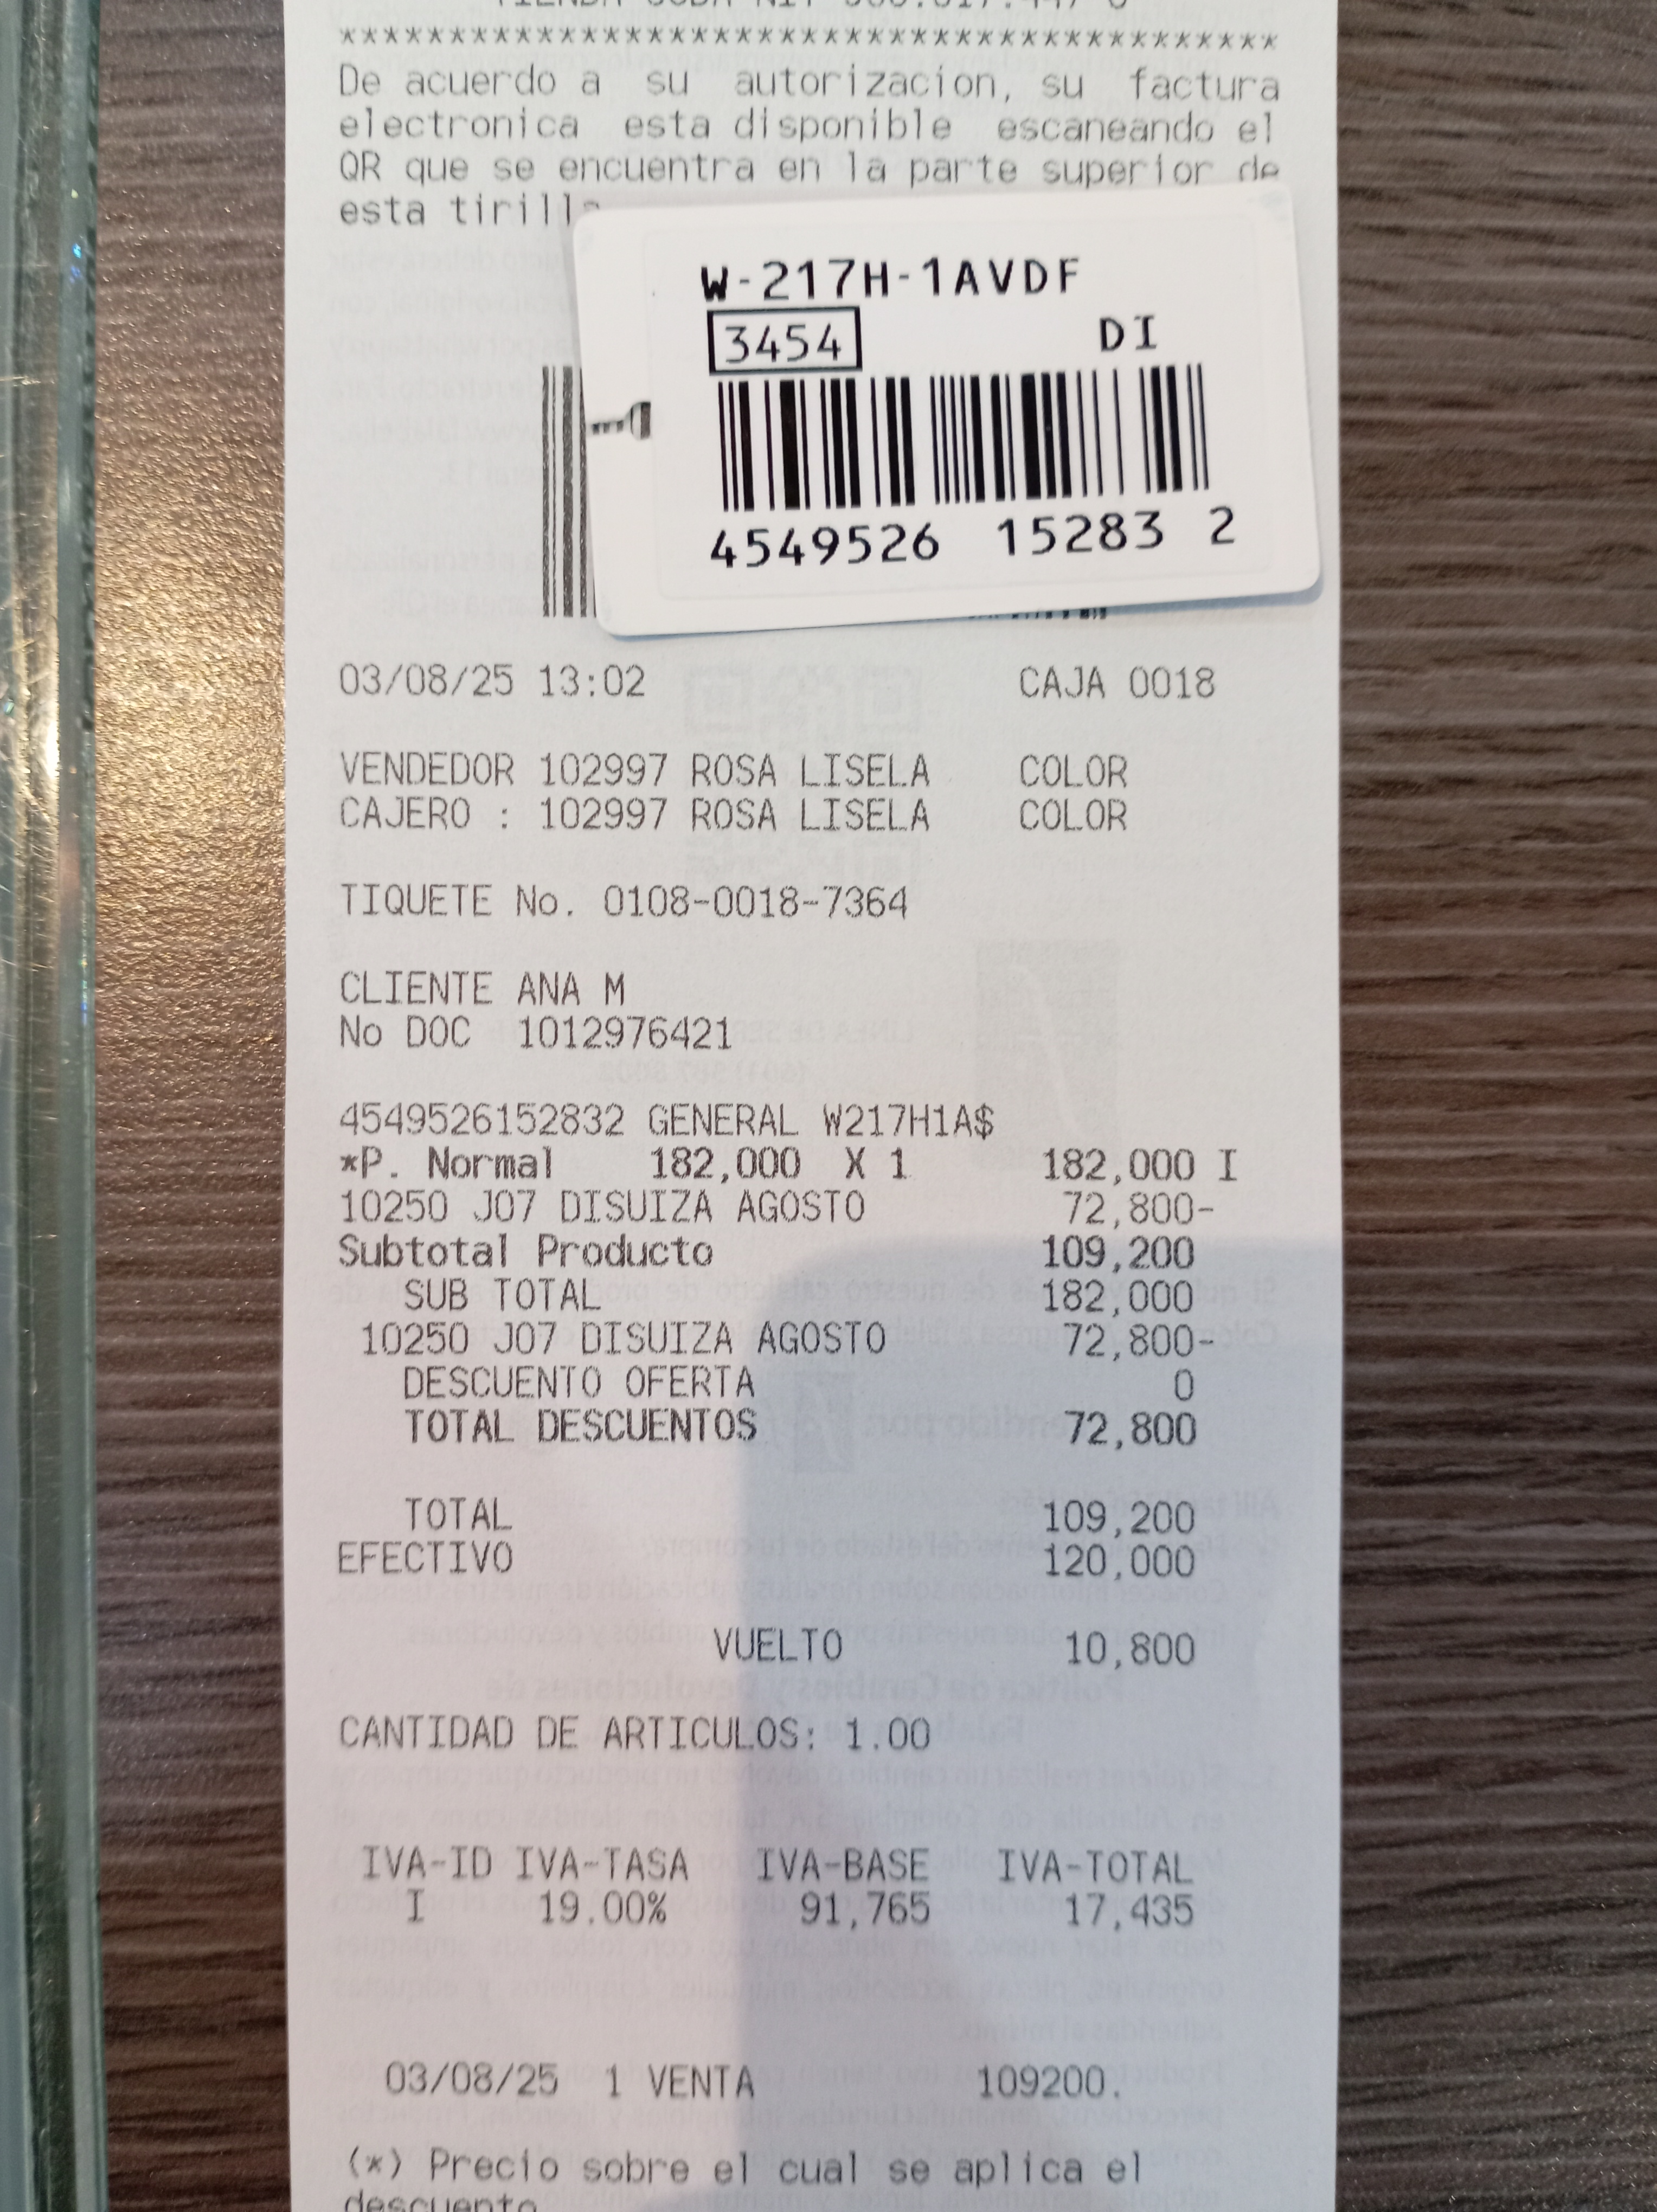 ******************************************
De acuerdo a su autorizacion, su factura
electronica esta disponible escaneando el
QR que se encuentra en la parte superior de
esta tirilla
W-217H-1AVDF
3454 DI
4549526 15283 2
03/08/25 13:02 CAJA 0018
VENDEDOR 102997 ROSA LISELA COLOR
CAJERO : 102997 ROSA LISELA COLOR
TIQUETE No. 0108-0018-7364
CLIENTE ANA M
No DOC 1012976421
4549526152832 GENERAL W217H1A$
*P. Normal 182,000 X 1 182,000 I
10250 J07 DISUIZA AGOSTO 72,800-
Subtotal Producto 109,200
SUB TOTAL 182,000
10250 J07 DISUIZA AGOSTO 72,800-
DESCUENTO OFERTA 0
TOTAL DESCUENTOS 72,800
TOTAL 109,200
EFECTIVO 120,000
VUELTO 10,800
CANTIDAD DE ARTICULOS: 1.00
IVA-ID IVA-TASA IVA-BASE IVA-TOTAL
I 19.00% 91,765 17,435
03/08/25 1 VENTA 109200.
(*) Precio sobre el cual se aplica el
descuento